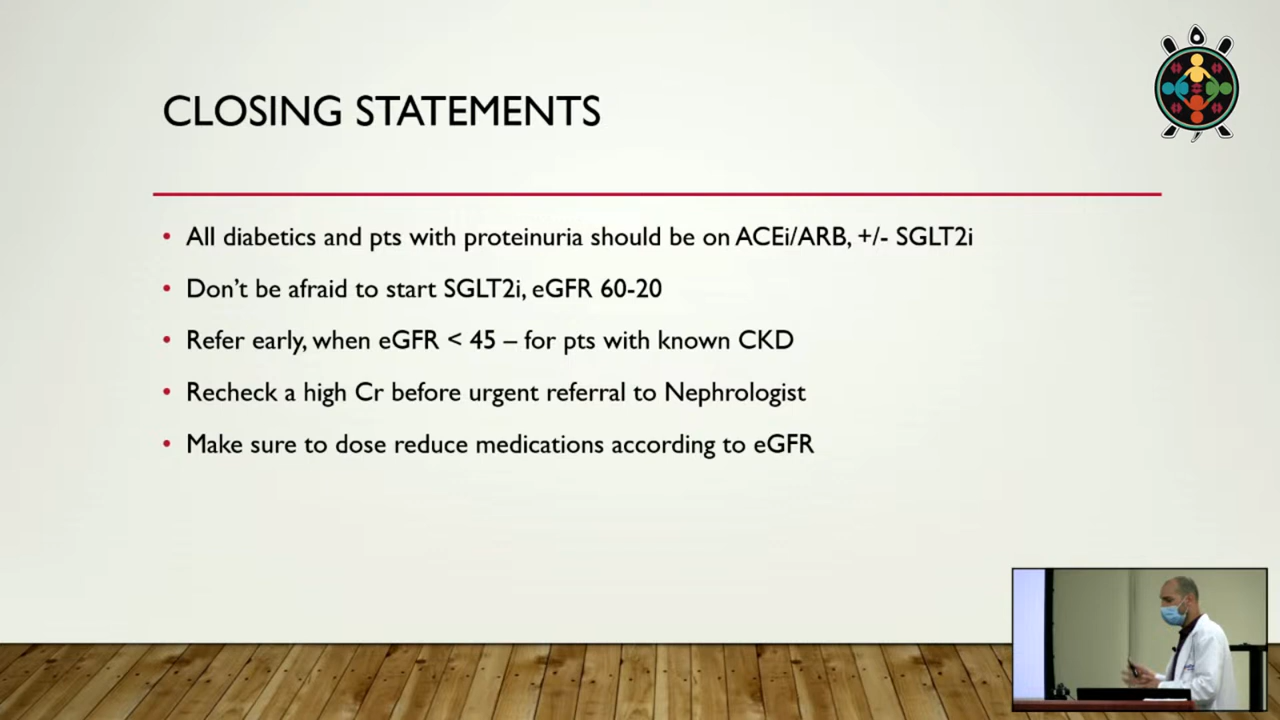 CLOSING STATEMENTS
• All diabetics and pts with proteinuria should be on ACEi/ARB, +/- SGLT2i
• Don't be afraid to start SGLT2i, eGFR 60-20
• Refer early, when eGFR < 45 – for pts with known CKD
• Recheck a high Cr before urgent referral to Nephrologist
• Make sure to dose reduce medications according to eGFR